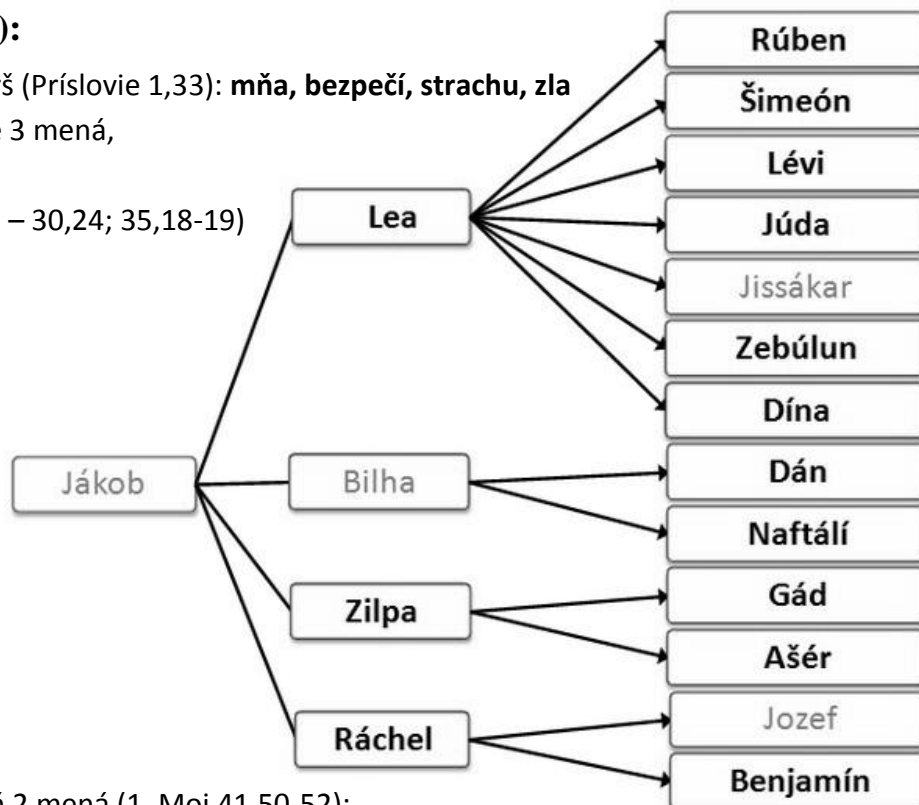 ):
š (Príslovie 1,33): mňa, bezpečí, strachu, zla
3 mená,
– 30,24; 35,18-19)
Jákob
Lea
Bilha
Zilpa
Ráchel
Rúben
Šimeón
Lévi
Júda
Jissákar
Zebúlun
Dína
Dán
Naftálí
Gád
Ašér
Jozef
Benjamín
2 mená (1. Moj 41,50-52):